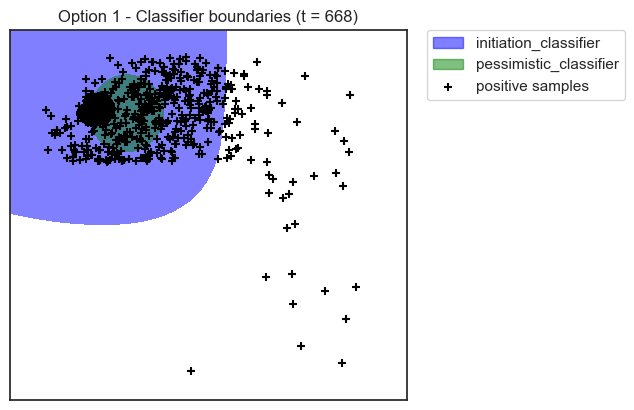 Option 1 - Classifier boundaries (t = 668)
initiation_classifier
pessimistic_classifier
positive samples